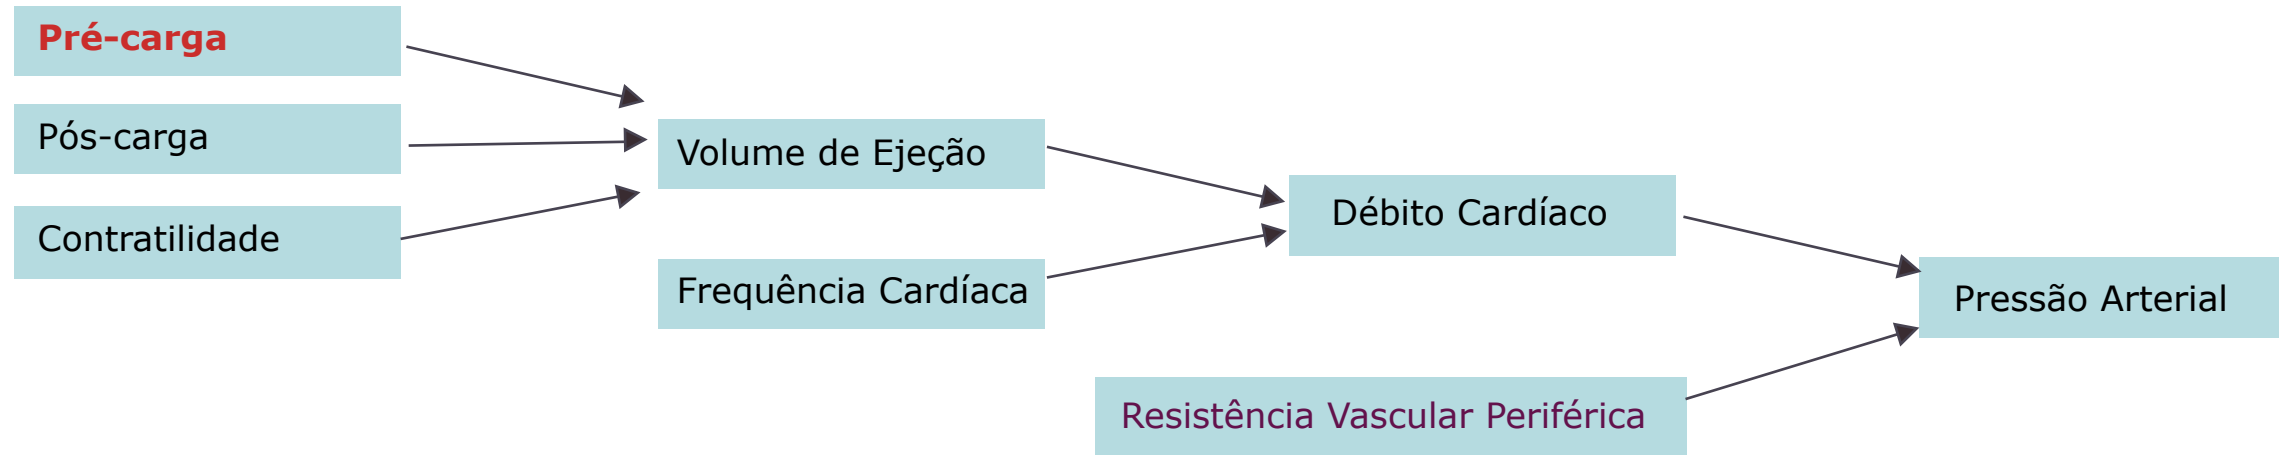 Pré-carga
Pós-carga
Contratilidade
Volume de Ejeção
Frequência Cardíaca
Débito Cardíaco
Resistência Vascular Periférica
Pressão Arterial